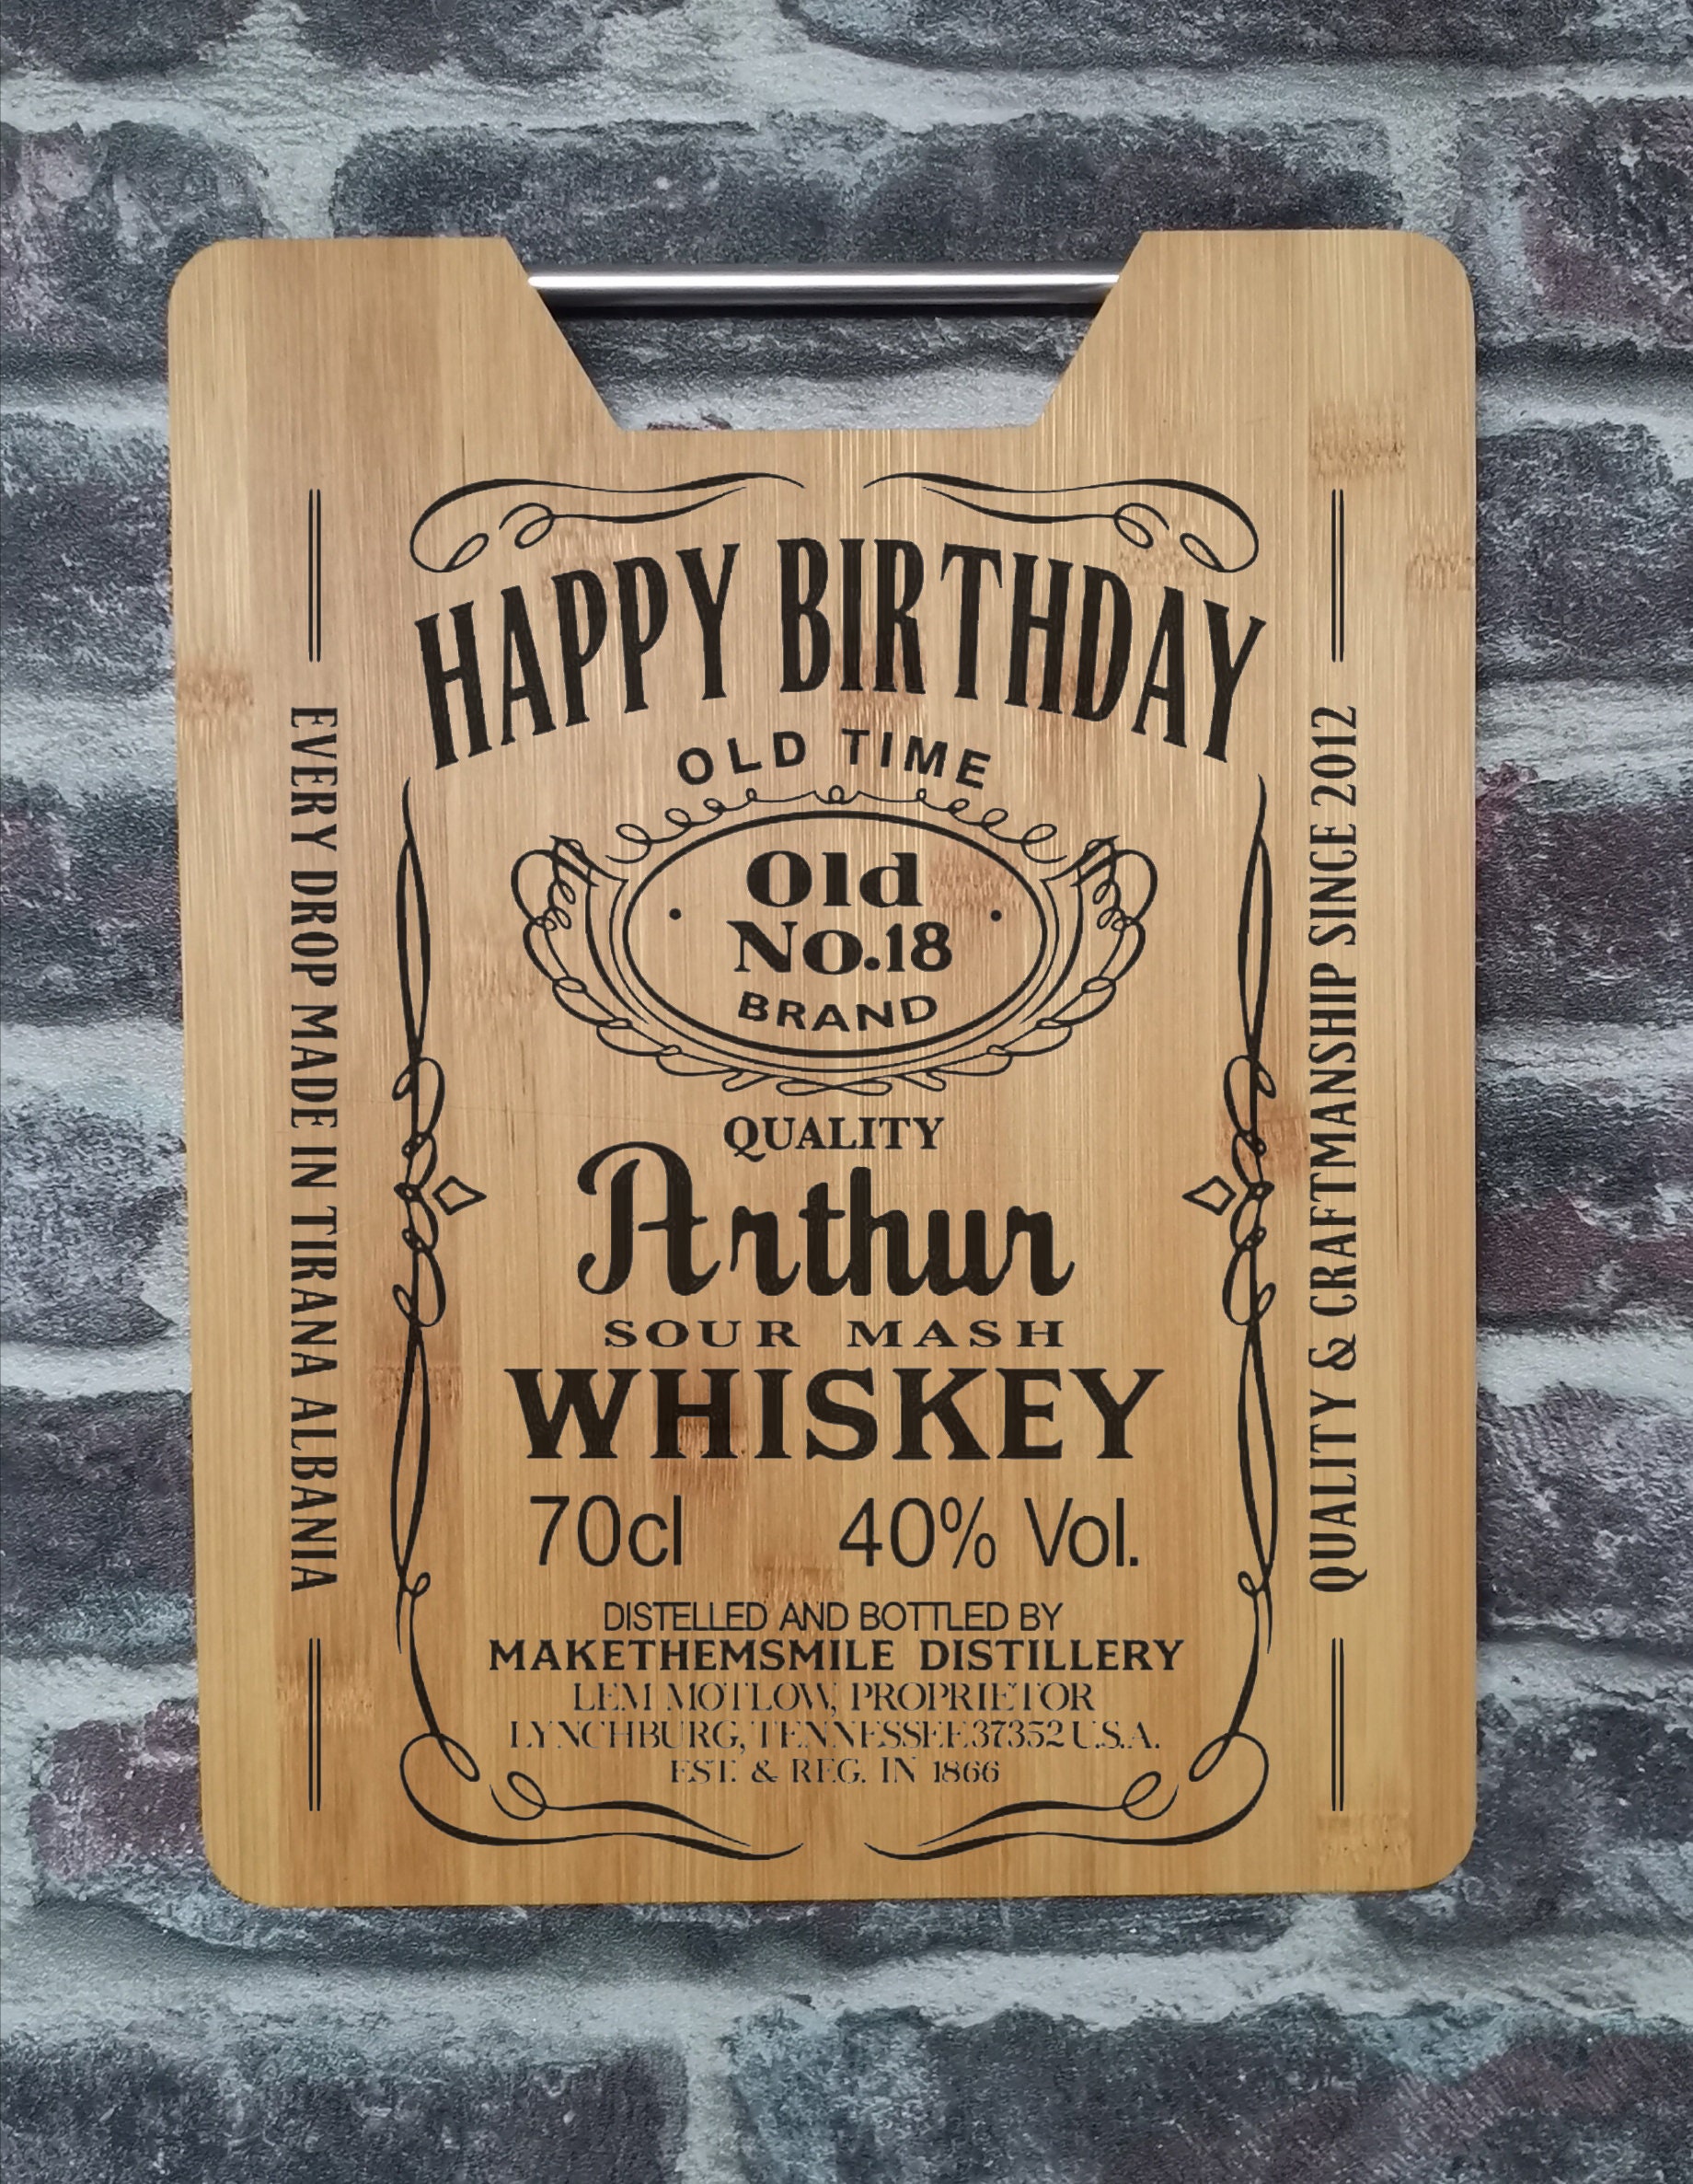 HAPPY BIRTHDAY
OLD TIME
Old
No.18
BRAND
QUALITY
Arthur
SOUR MASH
WHISKEY
70cl 40% Vol.
DISTELLED AND BOTTLED BY
MAKETHEMSMILE DISTILLERY
LEM MOTLOW, PROPRIETOR
LYNCHBURG, TENNESSEE 37352 U.S.A.
EST. & REG. IN 1866
EVERY DROP MADE IN TIRANA ALBANIA
QUALITY & CRAFTMANSHIP SINCE 2012